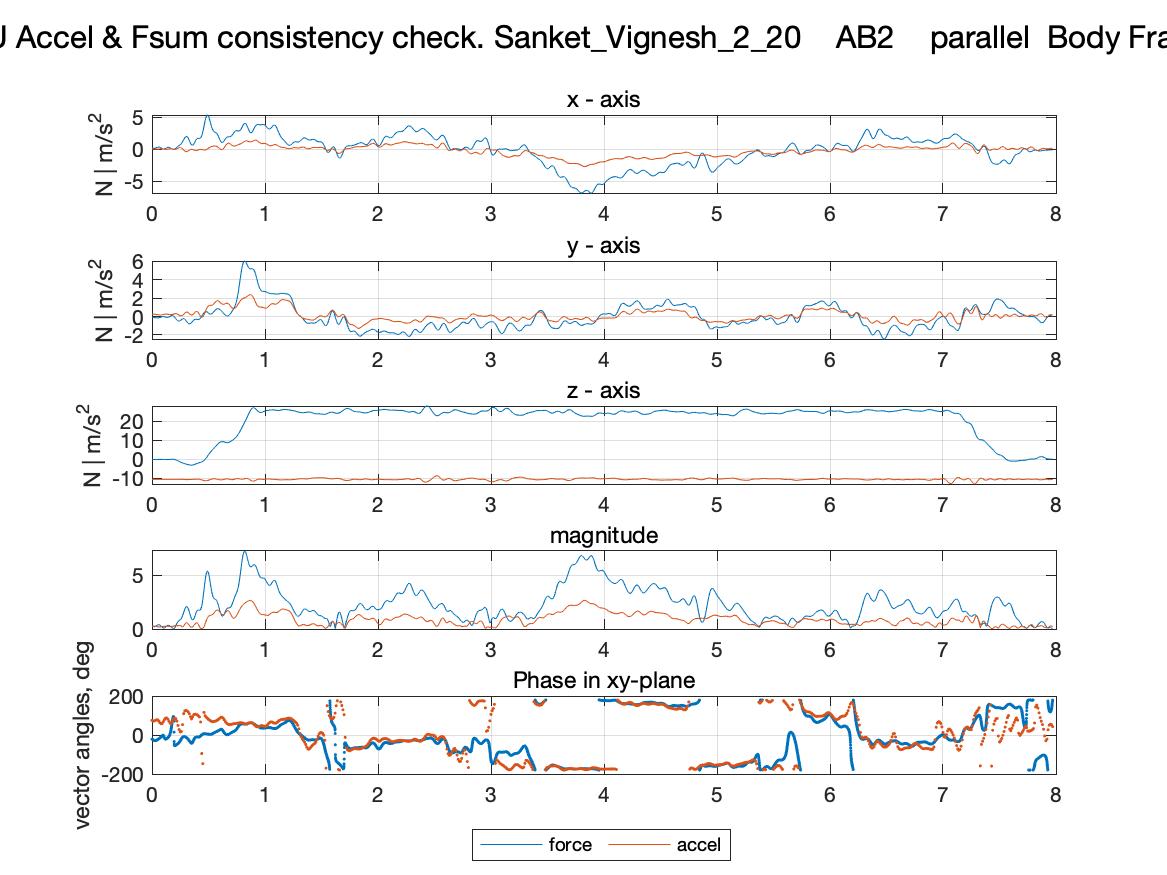 J Accel & Fsum consistency check. Sanket_Vignesh_2_20 AB2 parallel Body Fra
x - axis
N | m/s²
5
0
-5
0 1 2 3 4 5 6 7 8
y - axis
N | m/s²
6
4
2
0
-2
0 1 2 3 4 5 6 7 8
z - axis
N | m/s²
20
10
0
-10
0 1 2 3 4 5 6 7 8
magnitude
5
0
0 1 2 3 4 5 6 7 8
Phase in xy-plane
vector angles, deg
200
0
-200
0 1 2 3 4 5 6 7 8
force accel